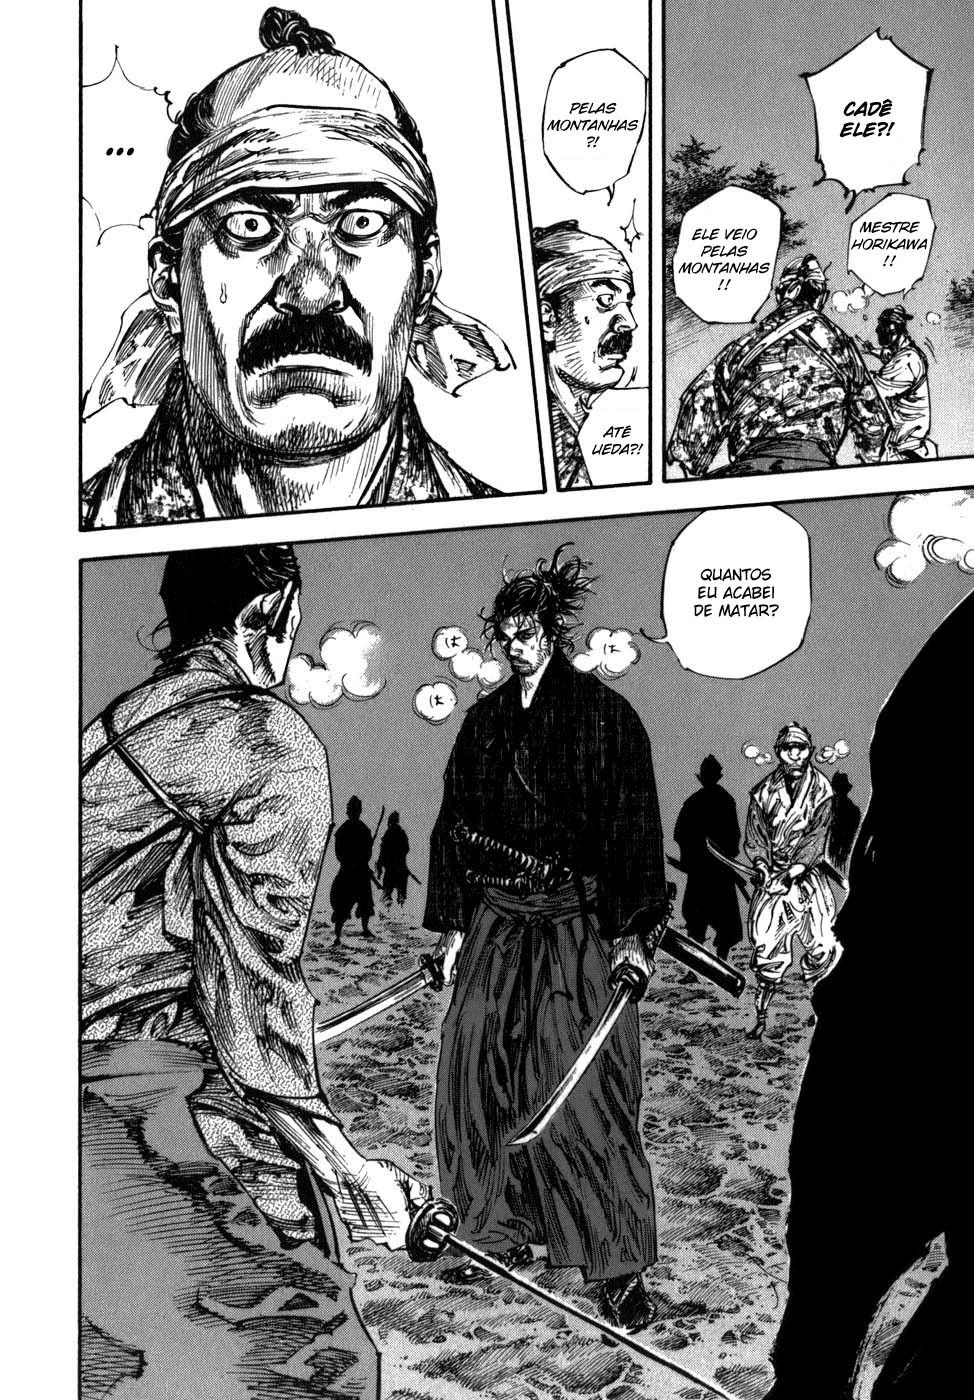 CADÊ
ELE?!
MESTRE
HORIKAWA
!!
ELE VEIO
PELAS
MONTANHAS
!!
PELAS
MONTANHAS
?!
ATÉ
UEDA?!
...
QUANTOS
EU ACABEI
DE MATAR?
は
は
は